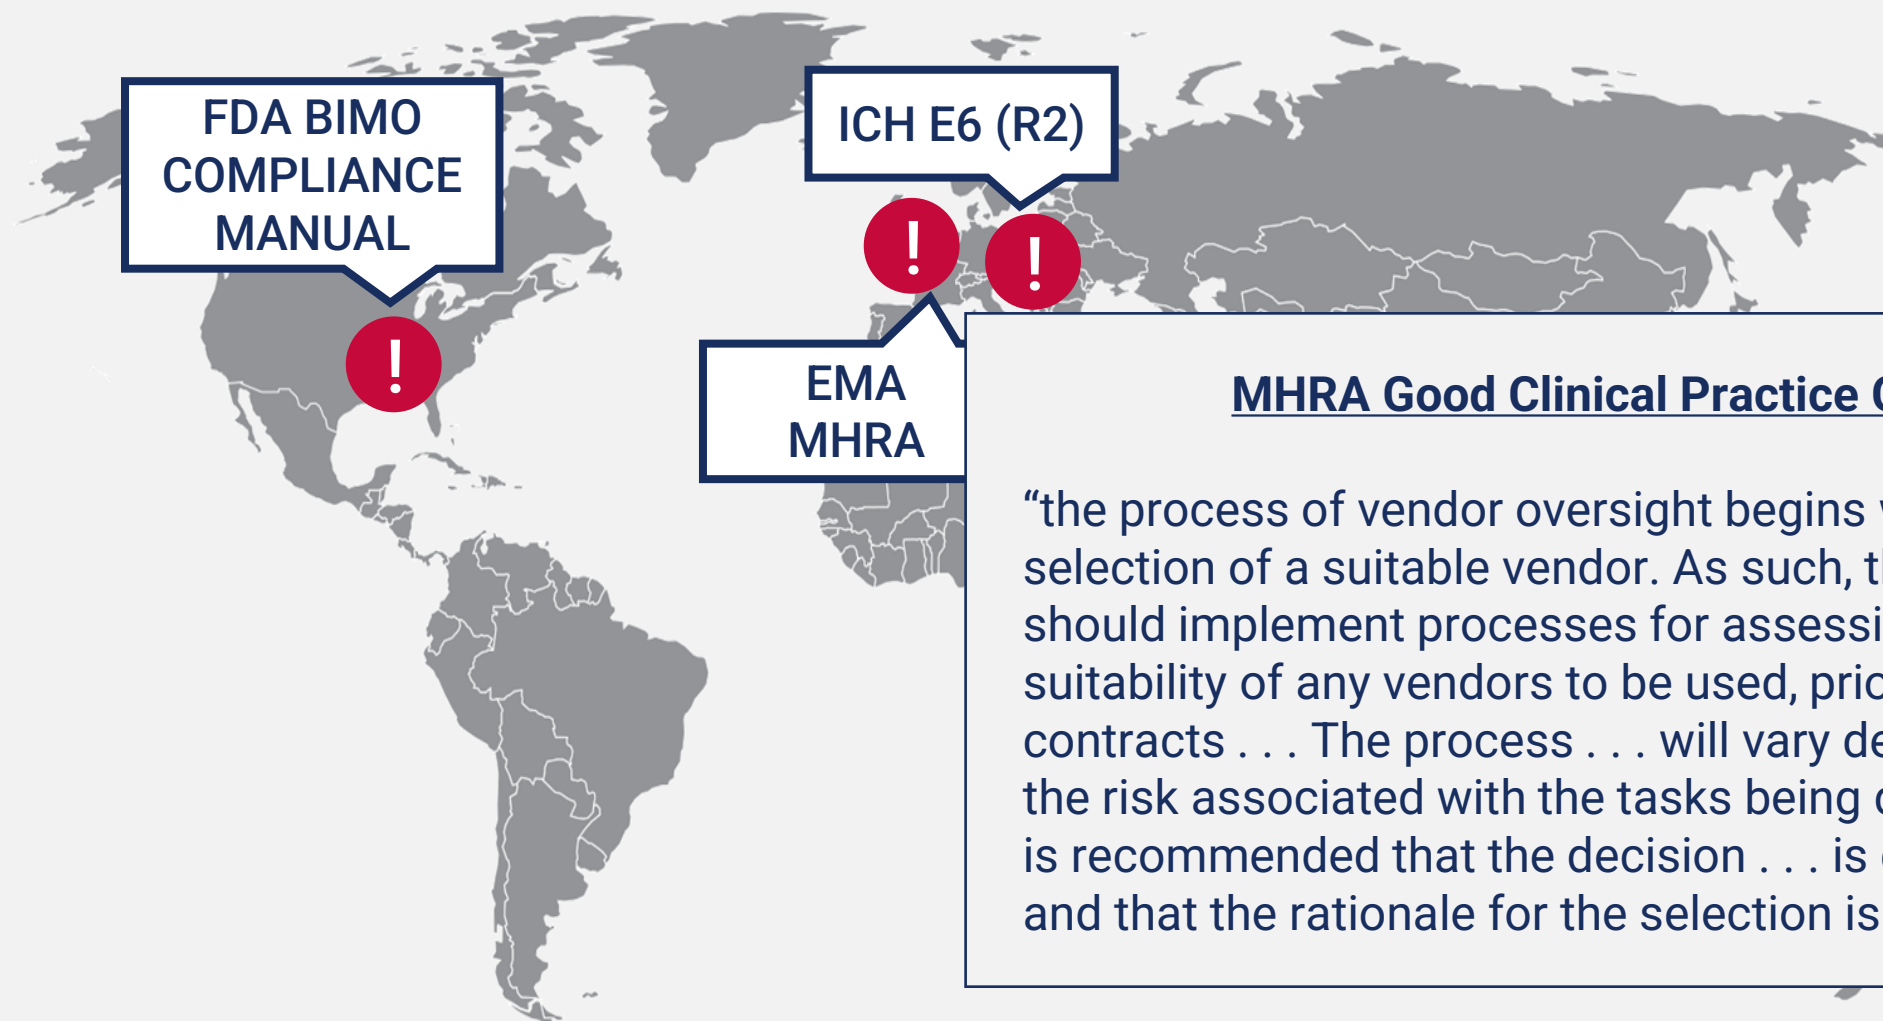 FDA BIMO
COMPLIANCE
MANUAL
ICH E6 (R2)
!
!
!
EMA
MHRA
MHRA Good Clinical Practice
“the process of vendor oversight begins
selection of a suitable vendor. As such,
should implement processes for
suitability of any vendors to be used,
contracts . . . The process . . . will vary
the risk associated with the tasks being
is recommended that the decision . . . is
and that the rationale for the selection is